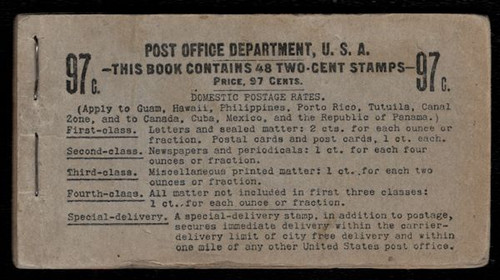 POST OFFICE DEPARTMENT, U. S. A.
97c. —THIS BOOK CONTAINS 48 TWO-CENT STAMPS— 97c.
PRICE, 97 CENTS.
DOMESTIC POSTAGE RATES.
(Apply to Guam, Hawaii, Philippines, Porto Rico, Tutuila, Canal
Zone, and to Canada, Cuba, Mexico, and the Republic of Panama.)
First-class. Letters and sealed matter: 2 cts. for each ounce or
fraction. Postal cards and post cards, 1 ct. each.
Second-class. Newspapers and periodicals: 1 ct. for each four
ounces or fraction.
Third-class. Miscellaneous printed matter: 1 ct. for each two
ounces or fraction.
Fourth-class. All matter not included in first three classes:
1 ct. for each ounce or fraction.
Special-delivery. A special-delivery stamp, in addition to postage,
secures immediate delivery within the carrier-
delivery limit of city free delivery and within
one mile of any other United States post office.